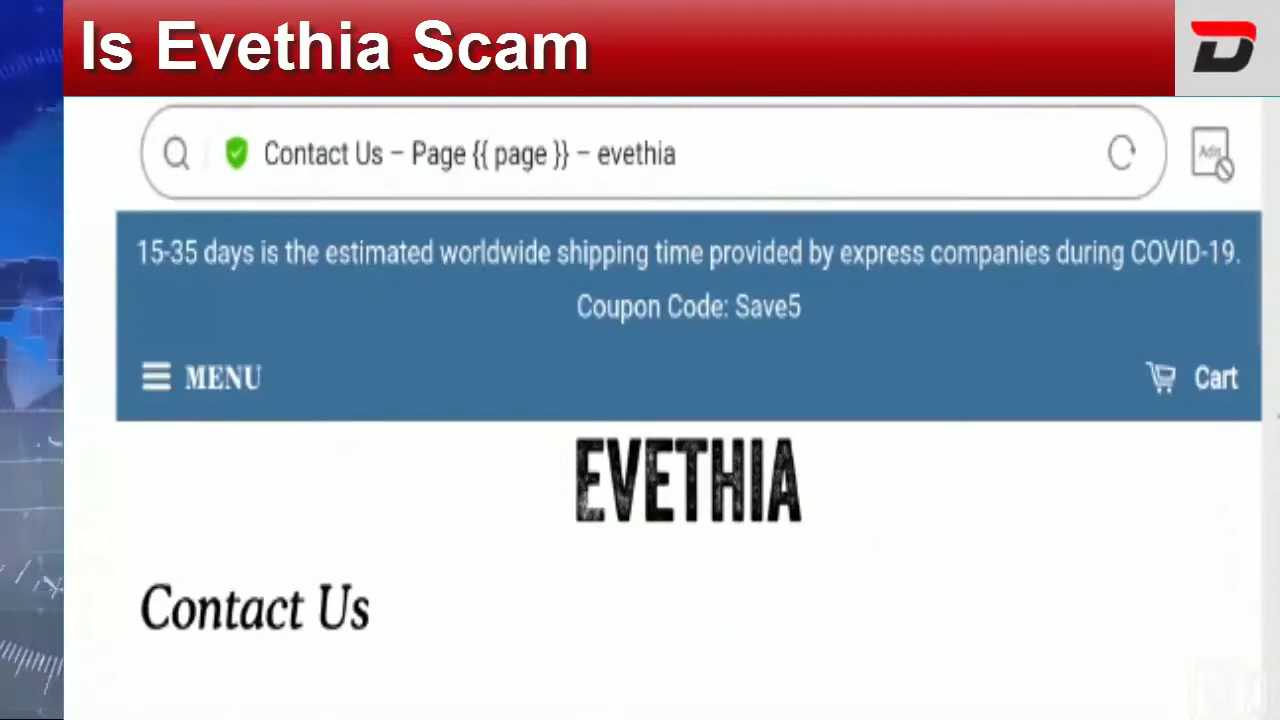 Is Evethia Scam
Contact Us – Page {{ page }} – evethia
15-35 days is the estimated worldwide shipping time provided by express companies during COVID-19.
Coupon Code: Save5
MENU
Cart
EVETHIA
Contact Us